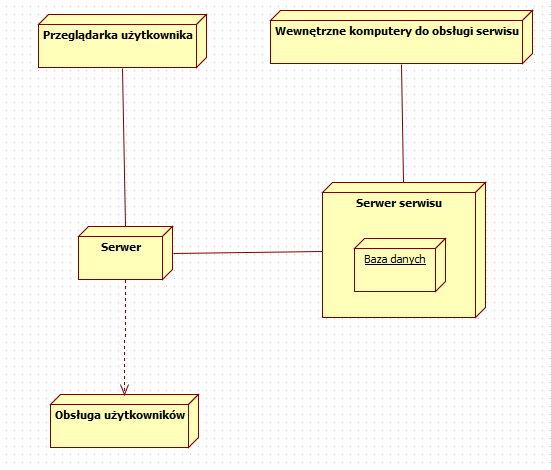 Przeglądarka użytkownika
Wewnętrzne komputery do obsługi serwisu
Serwer serwisu
Serwer
Baza danych
Obsługa użytkowników